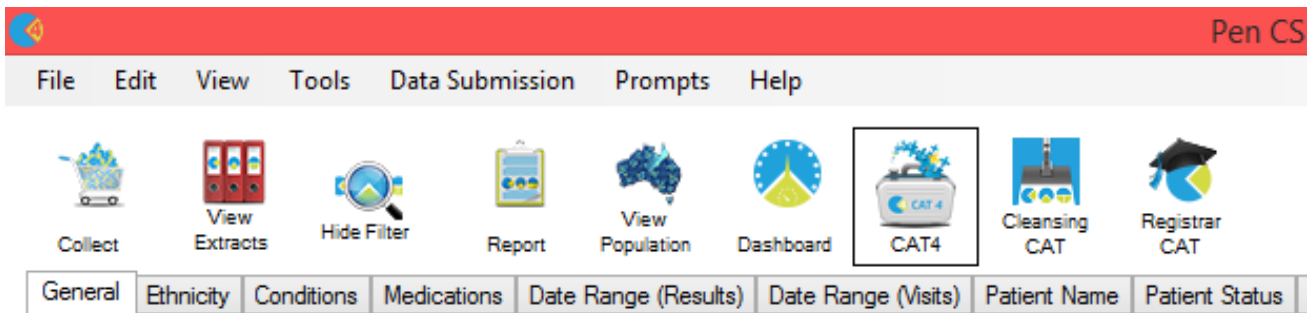 Pen CS
File Edit View Tools Data Submission Prompts Help
Collect
View Extracts
Hide Filter
Report
View Population
Dashboard
CAT 4
CAT4
Cleansing CAT
Registrar CAT
General Ethnicity Conditions Medications Date Range (Results) Date Range (Visits) Patient Name Patient Status